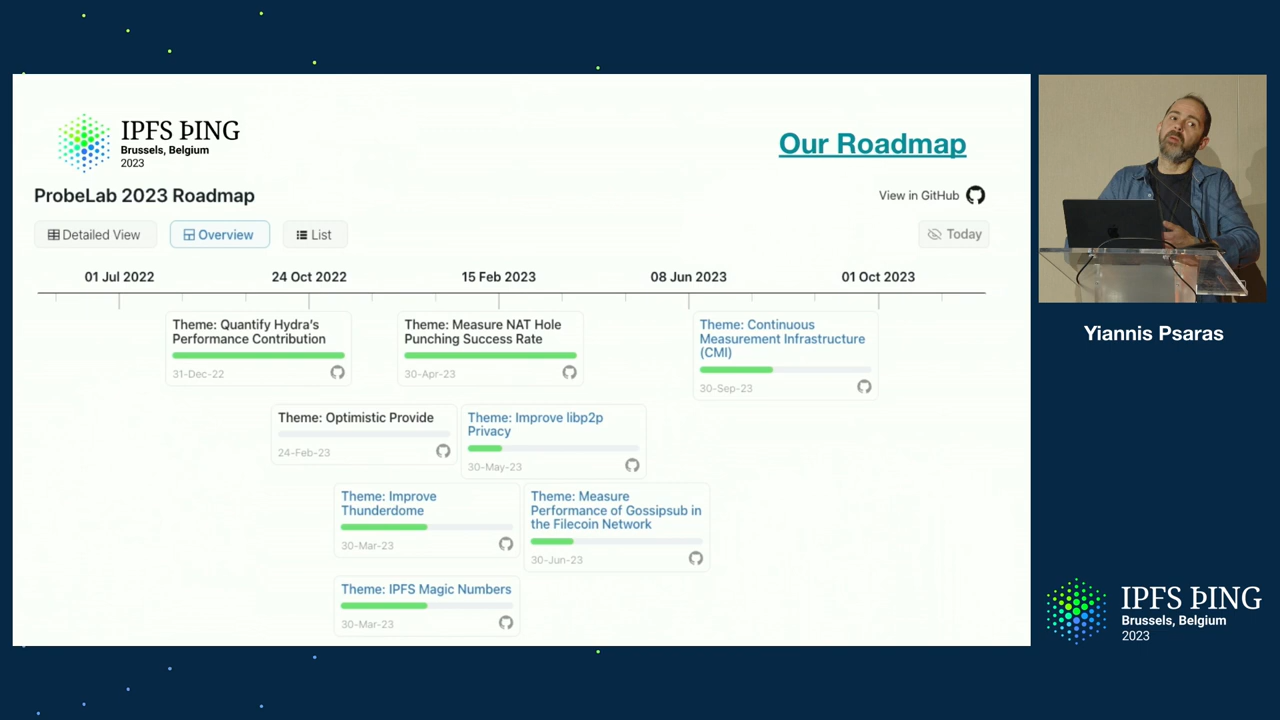 IPFS ÞING
Brussels, Belgium
2023
Our Roadmap
ProbeLab 2023 Roadmap
View in GitHub
Detailed View
Overview
List
Today
01 Jul 2022
24 Oct 2022
15 Feb 2023
08 Jun 2023
01 Oct 2023
Theme: Quantify Hydra's
Performance Contribution
31-Dec-22
Theme: Measure NAT Hole
Punching Success Rate
30-Apr-23
Theme: Continuous
Measurement Infrastructure
(CMI)
30-Sep-23
Theme: Optimistic Provide
24-Feb-23
Theme: Improve libp2p
Privacy
30-May-23
Theme: Improve
Thunderdome
30-Mar-23
Theme: Measure
Performance of Gossipsub in
the Filecoin Network
30-Jun-23
Theme: IPFS Magic Numbers
30-Mar-23
Yiannis Psaras
IPFS ÞING
Brussels, Belgium
2023